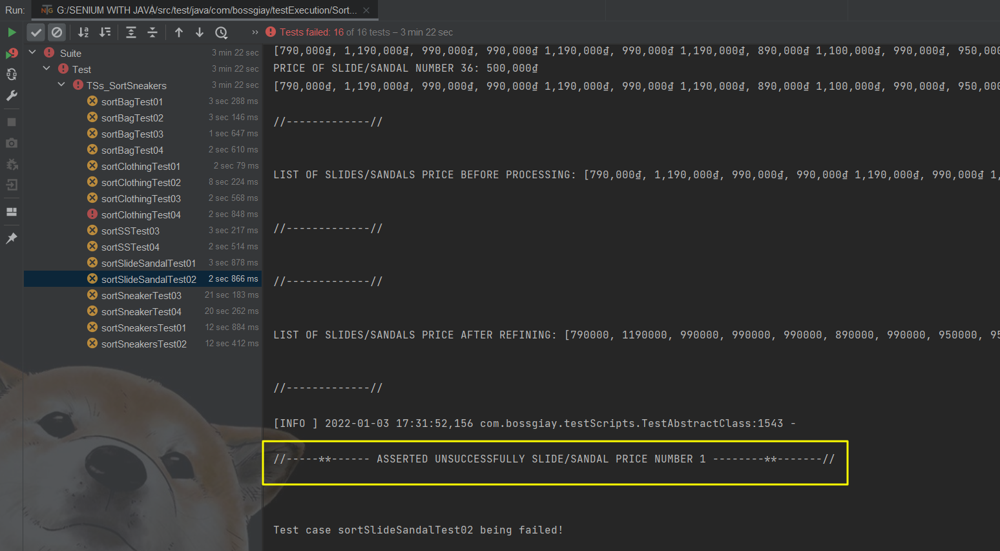 Run: G:/SENIUM WITH JAVA/src/test/java/com/bossgiay/testExecution/Sort...
Tests failed: 16 of 16 tests – 3 min 22 sec
Suite 3 min 22 sec
Test 3 min 22 sec
TSs_SortSneakers 3 min 22 sec
sortBagTest01 3 sec 288 ms
sortBagTest02 3 sec 146 ms
sortBagTest03 1 sec 647 ms
sortBagTest04 2 sec 610 ms
sortClothingTest01 2 sec 79 ms
sortClothingTest02 8 sec 224 ms
sortClothingTest03 2 sec 568 ms
sortClothingTest04 2 sec 848 ms
sortSSTest03 3 sec 217 ms
sortSSTest04 2 sec 514 ms
sortSlideSandalTest01 3 sec 878 ms
sortSlideSandalTest02 2 sec 866 ms
sortSneakerTest03 21 sec 183 ms
sortSneakerTest04 20 sec 262 ms
sortSneakersTest01 12 sec 884 ms
sortSneakersTest02 12 sec 412 ms
[790,000₫, 1,190,000₫, 990,000₫, 990,000₫ 1,190,000₫, 990,000₫ 1,190,000₫, 890,000₫ 1,100,000₫, 990,000₫, 950,000
PRICE OF SLIDE/SANDAL NUMBER 36: 500,000₫
[790,000₫, 1,190,000₫, 990,000₫, 990,000₫ 1,190,000₫, 990,000₫ 1,190,000₫, 890,000₫ 1,100,000₫, 990,000₫, 950,000
//-------------//
LIST OF SLIDES/SANDALS PRICE BEFORE PROCESSING: [790,000₫, 1,190,000₫, 990,000₫, 990,000₫ 1,190,000₫, 990,000₫ 1,
//-------------//
//-------------//
LIST OF SLIDES/SANDALS PRICE AFTER REFINING: [790000, 1190000, 990000, 990000, 990000, 890000, 990000, 950000, 95
//-------------//
[INFO ] 2022-01-03 17:31:52,156 com.bossgiay.testScripts.TestAbstractClass:1543 -
//-----**------ ASSERTED UNSUCCESSFULLY SLIDE/SANDAL PRICE NUMBER 1 --------**-------//
Test case sortSlideSandalTest02 being failed!